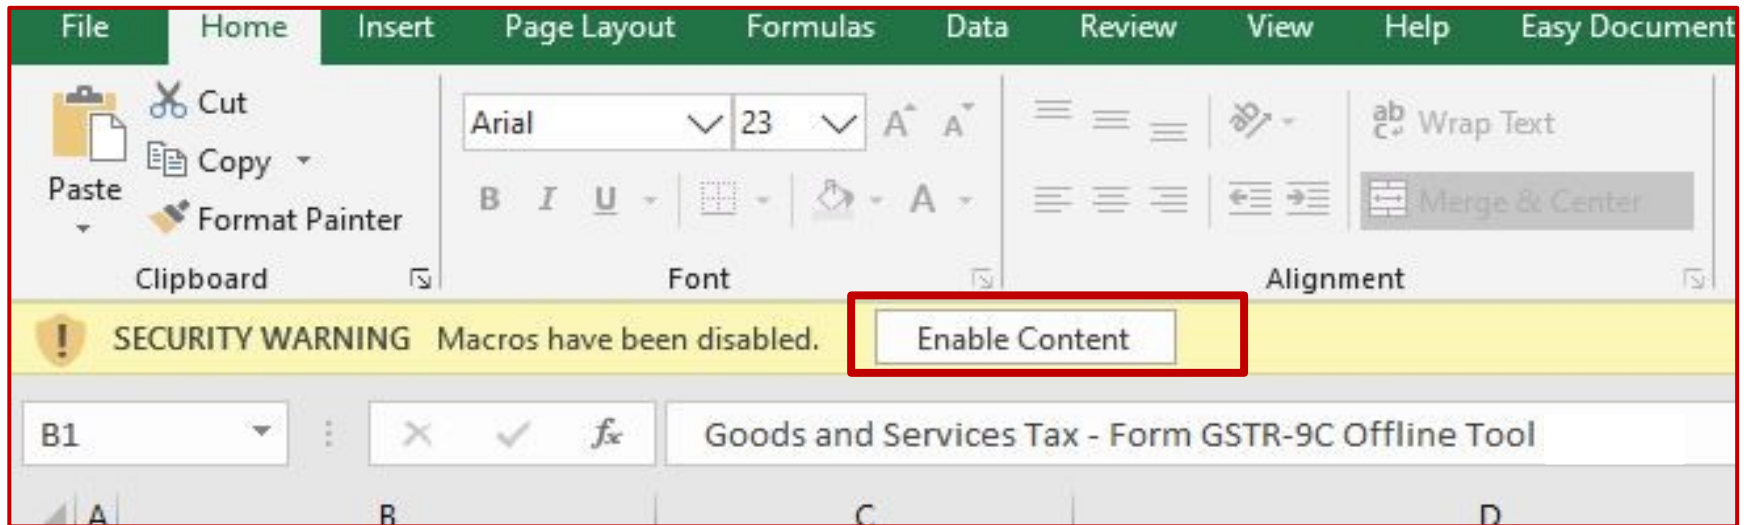 File Home Insert Page Layout Formulas Data Review View Help Easy Document
Cut
Copy
Format Painter
Paste
Clipboard
Arial 23 A A
B I U A
Font
ab Wrap Text
Merge & Center
Alignment
SECURITY WARNING Macros have been disabled. Enable Content
B1 fx Goods and Services Tax - Form GSTR-9C Offline Tool
A B C D